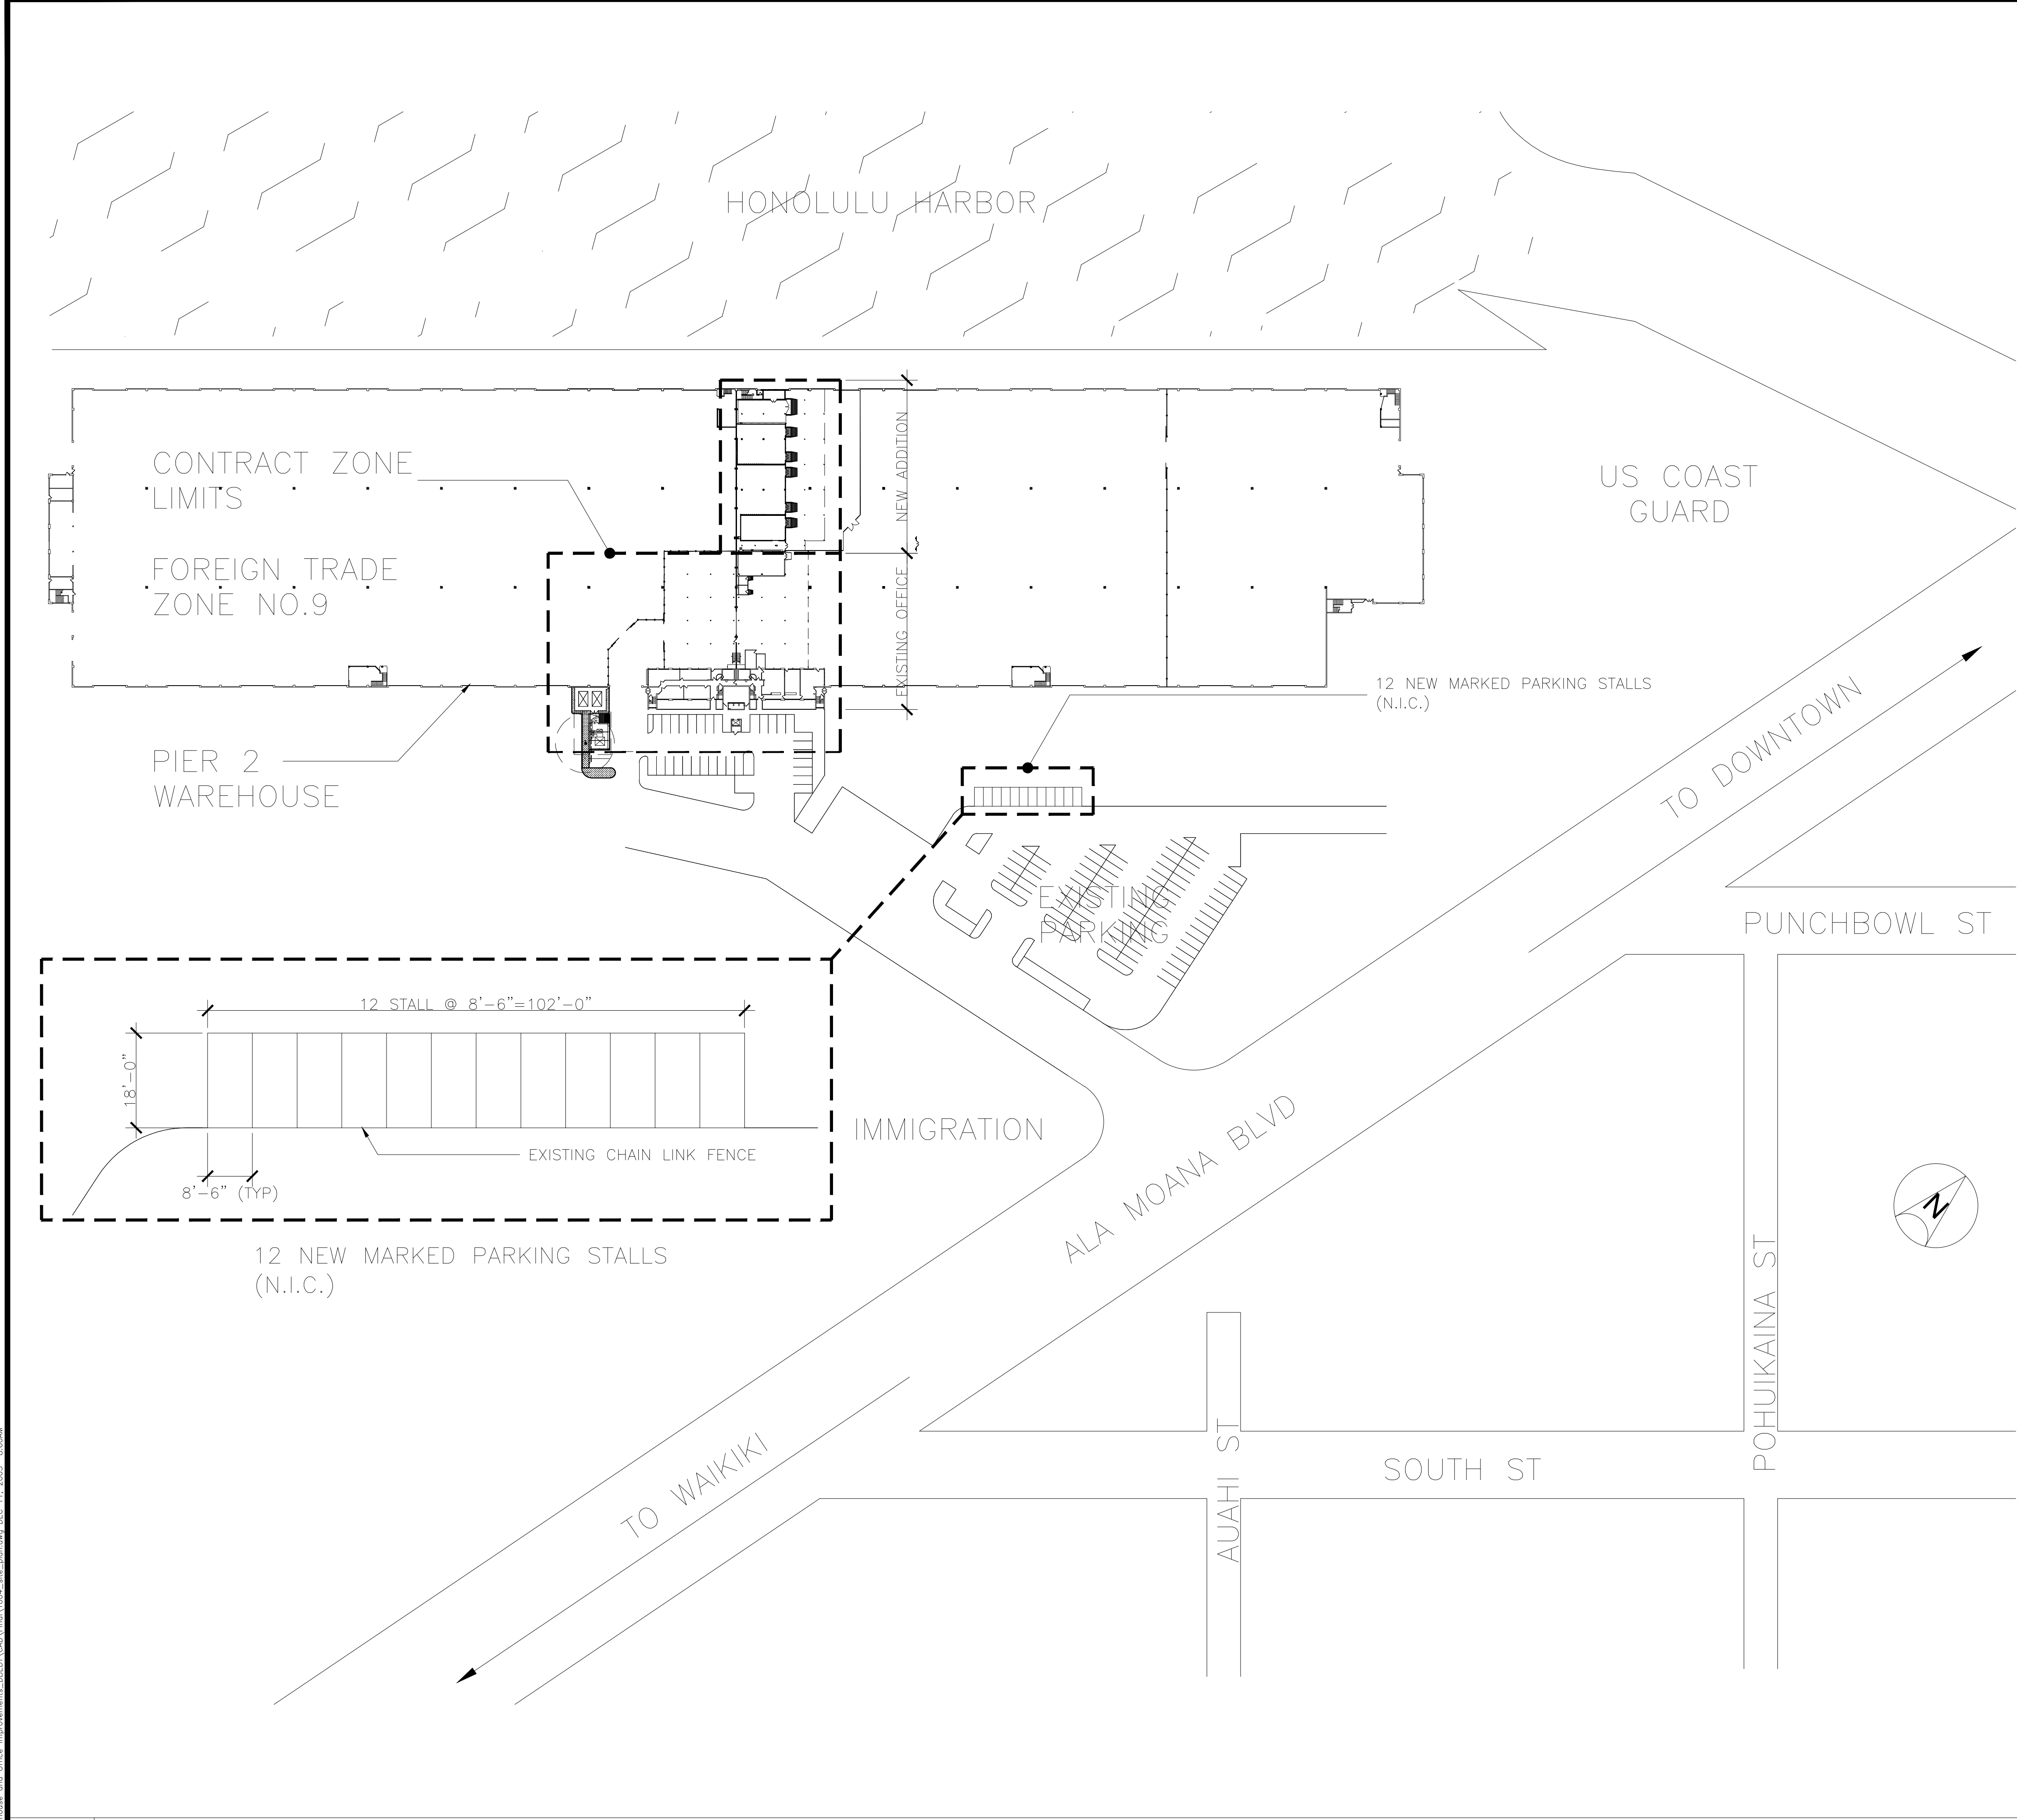 HONOLULU HARBOR
CONTRACT ZONE
LIMITS
NEW ADDITION
US COAST
GUARD
FOREIGN TRADE
ZONE NO.9
EXISTING OFFICE
12 NEW MARKED PARKING STALLS
(N.I.C.)
TO DOWNTOWN
PIER 2
WAREHOUSE
EXISTING
PARKING
PUNCHBOWL ST
12 STALL @ 8'-6"=102'-0"
18'-0"
IMMIGRATION
EXISTING CHAIN LINK FENCE
8'-6" (TYP)
ALA MOANA BLVD
N
12 NEW MARKED PARKING STALLS
(N.I.C.)
POHUIKAINA ST
TO WAIKIKI
AUAHI ST
SOUTH ST